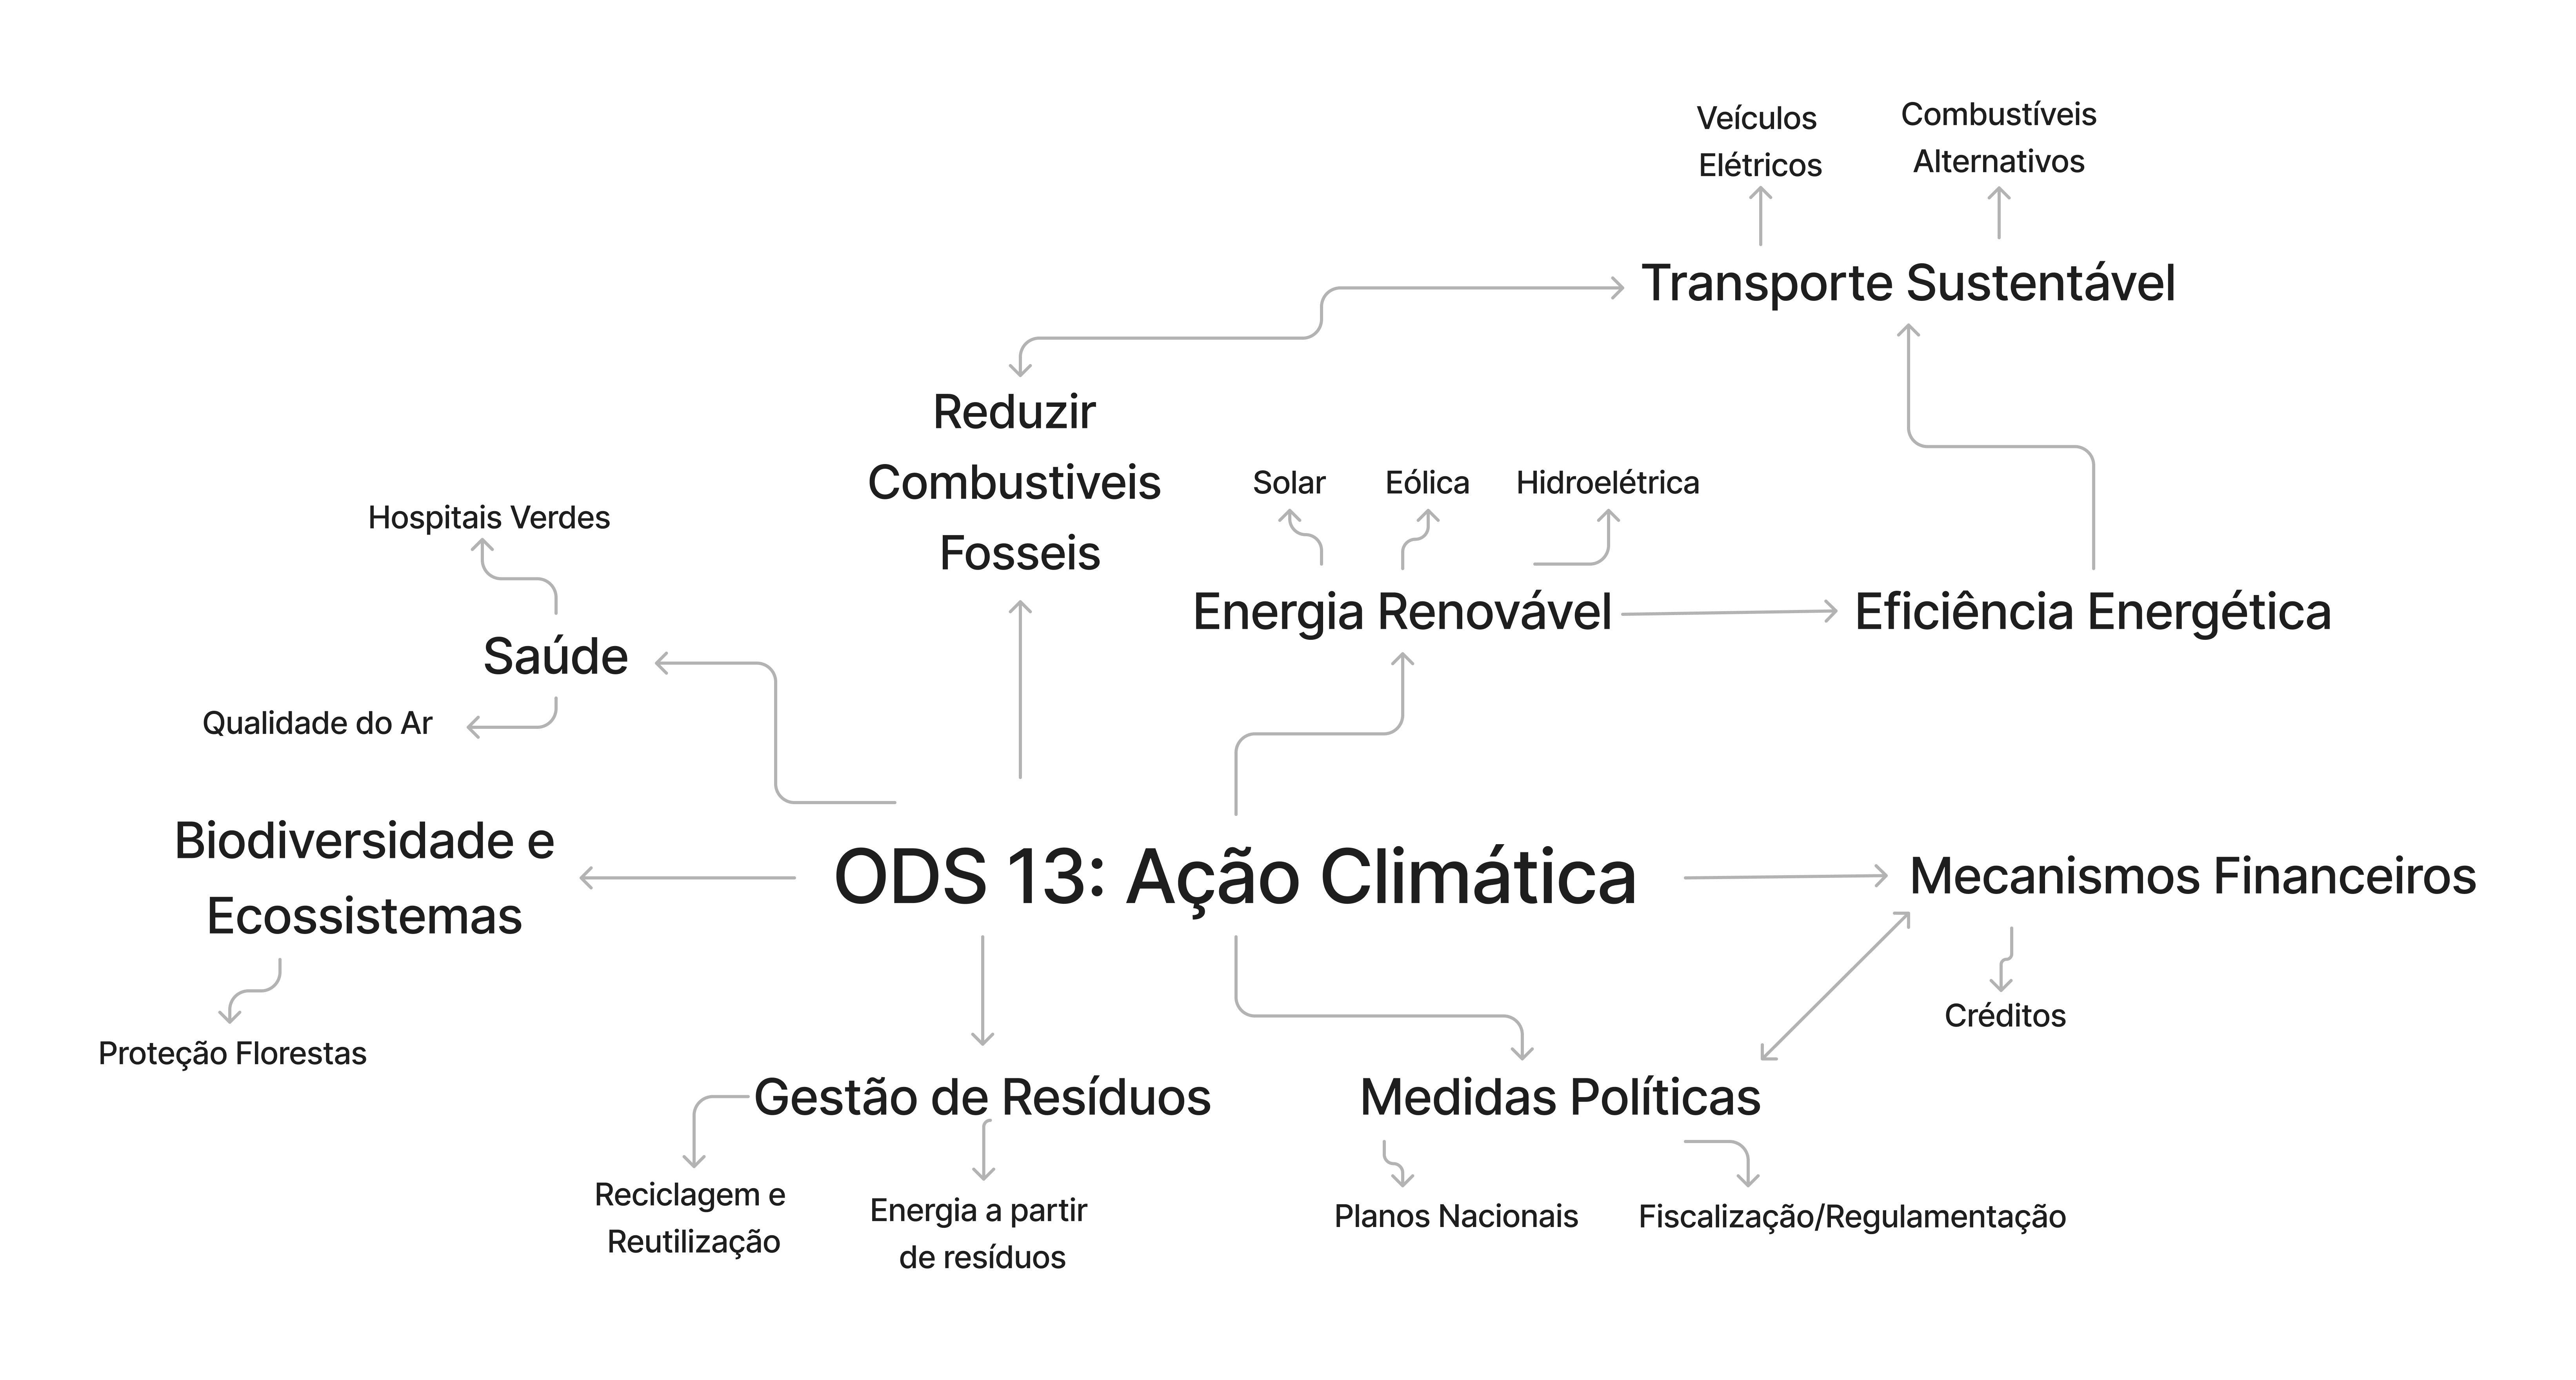 Veículos
Elétricos
Combustíveis
Alternativos
Transporte Sustentável
Reduzir
Combustiveis
Fosseis
Solar
Eólica
Hidroelétrica
Energia Renovável
Eficiência Energética
Hospitais Verdes
Saúde
Qualidade do Ar
Biodiversidade e
Ecossistemas
Proteção Florestas
ODS 13: Ação Climática
Mecanismos Financeiros
Créditos
Gestão de Resíduos
Reciclagem e
Reutilização
Energia a partir
de resíduos
Medidas Políticas
Planos Nacionais
Fiscalização/Regulamentação